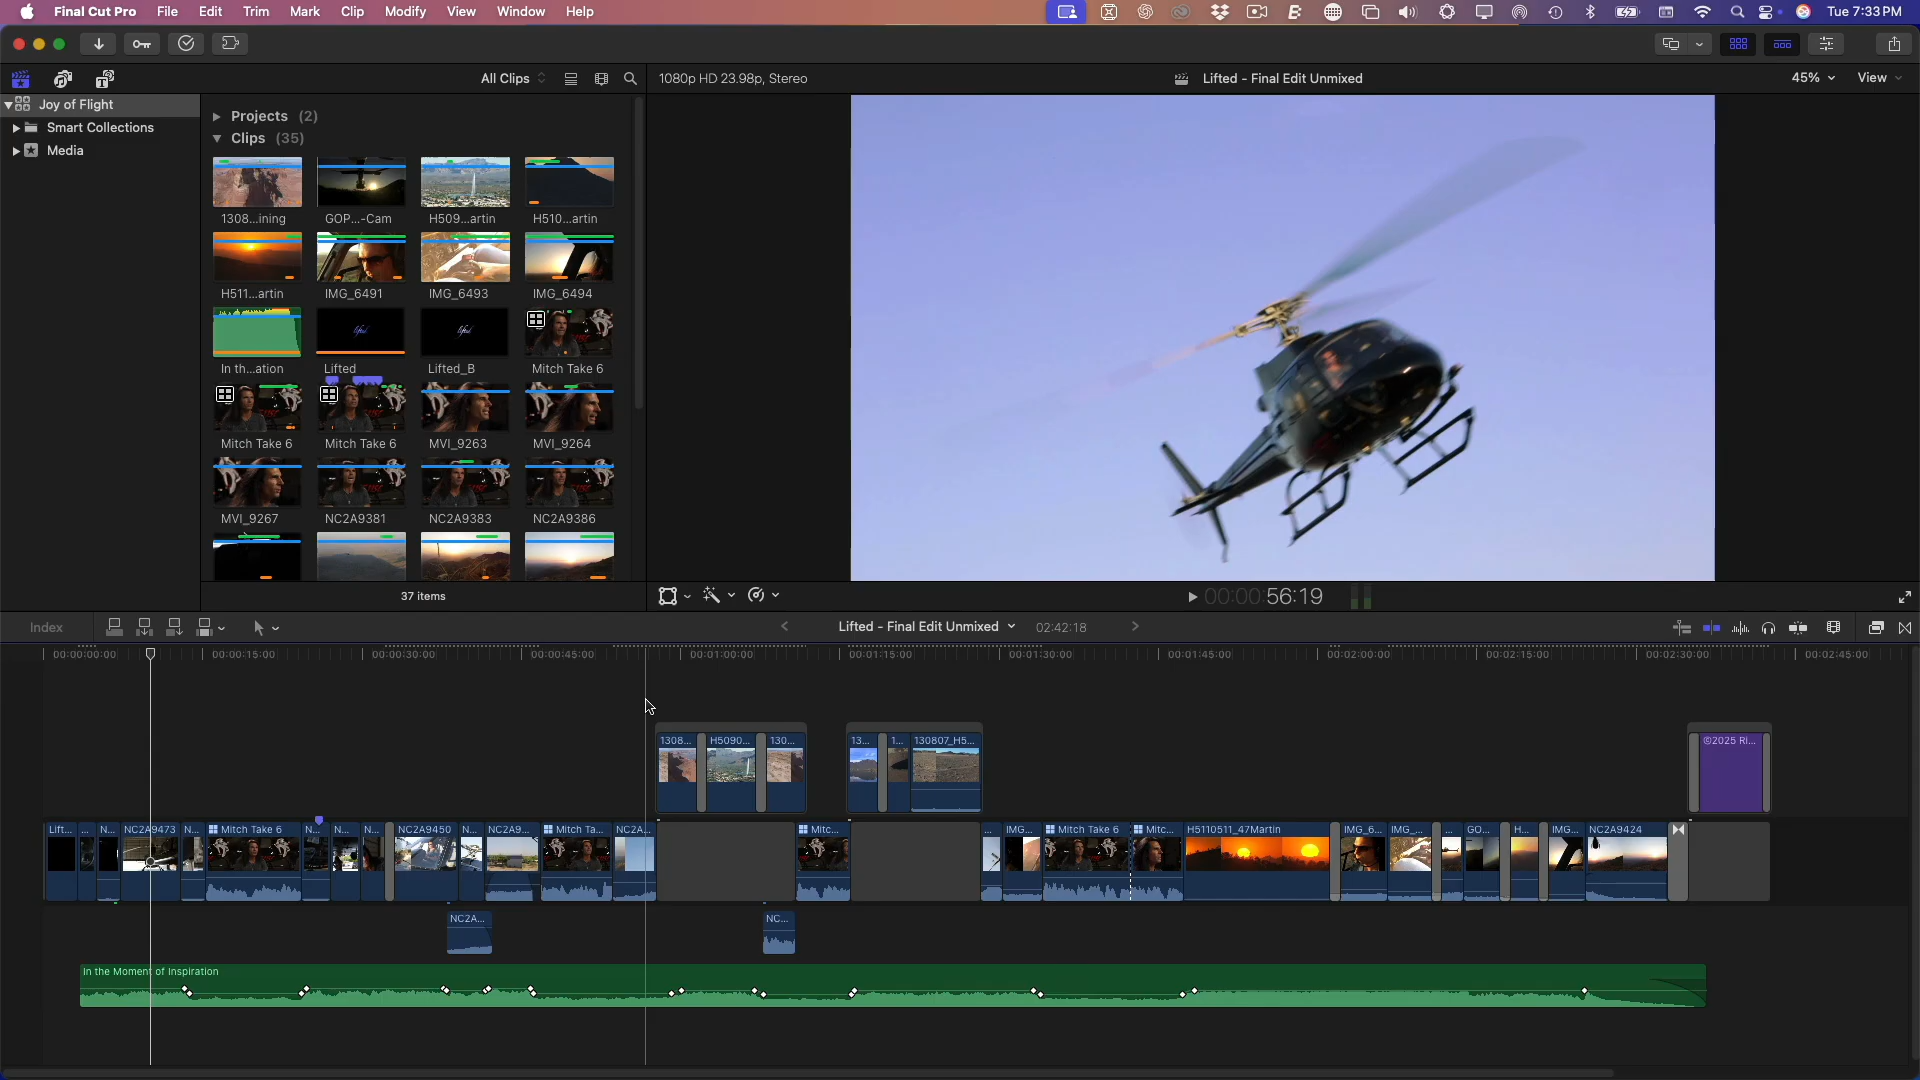 Final Cut Pro File Edit Trim Mark Clip Modify View Window Help
Tue 7:33 PM
All Clips
1080p HD 23.98p, Stereo
Lifted - Final Edit Unmixed
45%
View
Joy of Flight
Smart Collections
Media
Projects (2)
Clips (35)
1308...ining
GOP...-Cam
H509...artin
H510...artin
H511...artin
IMG_6491
IMG_6493
IMG_6494
In th...ation
Lifted
Lifted_B
Mitch Take 6
Mitch Take 6
Mitch Take 6
MVI_9263
MVI_9264
MVI_9267
NC2A9381
NC2A9383
NC2A9386
37 items
00:00:00:56:19
Index
Lifted - Final Edit Unmixed
02:42:18
00:00:00:00
00:00:15:00
00:00:30:00
00:00:45:00
00:01:00:00
00:01:15:00
00:01:30:00
00:01:45:00
00:02:00:00
00:02:15:00
00:02:30:00
00:02:45:00
1308...
H5090...
130...
13...
1...
130807_H5...
©2025 Ri...
Lift...
...
N...
NC2A9473
N...
Mitch Take 6
N...
N...
N...
NC2A9450
N...
NC2A9...
Mitch Ta...
NC2A...
Mitc...
...
IMG...
Mitch Take 6
Mitc...
H5110511_47Martin
IMG_6...
IMG_...
...
GO...
H...
IMG...
NC2A9424
NC2A...
NC...
In the Moment of Inspiration